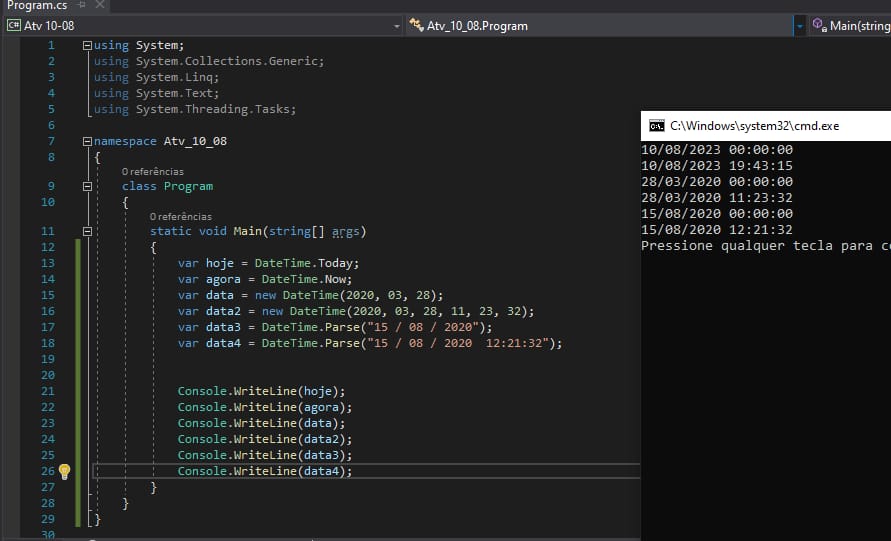 Program.cs
C# Atv 10-08
Atv_10_08.Program
Main(string
1 using System;
2 using System.Collections.Generic;
3 using System.Linq;
4 using System.Text;
5 using System.Threading.Tasks;
6
7 namespace Atv_10_08
8 {
0 referências
9 class Program
10 {
0 referências
11 static void Main(string[] args)
12 {
13 var hoje = DateTime.Today;
14 var agora = DateTime.Now;
15 var data = new DateTime(2020, 03, 28);
16 var data2 = new DateTime(2020, 03, 28, 11, 23, 32);
17 var data3 = DateTime.Parse("15 / 08 / 2020");
18 var data4 = DateTime.Parse("15 / 08 / 2020  12:21:32");
19
20
21 Console.WriteLine(hoje);
22 Console.WriteLine(agora);
23 Console.WriteLine(data);
24 Console.WriteLine(data2);
25 Console.WriteLine(data3);
26 Console.WriteLine(data4);
27 }
28 }
29 }
30
C:\Windows\system32\cmd.exe
10/08/2023 00:00:00
10/08/2023 19:43:15
28/03/2020 00:00:00
28/03/2020 11:23:32
15/08/2020 00:00:00
15/08/2020 12:21:32
Pressione qualquer tecla para c